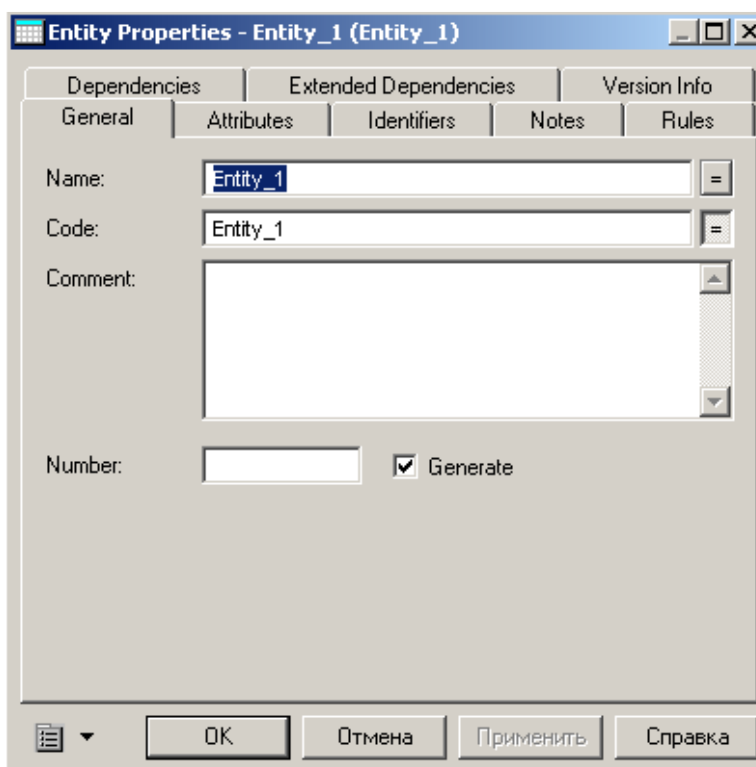 Entity Properties - Entity_1 (Entity_1)
Dependencies Extended Dependencies Version Info
General Attributes Identifiers Notes Rules
Name: Entity_1 =
Code: Entity_1 =
Comment:
Number: Generate
OK Отмена Применить Справка